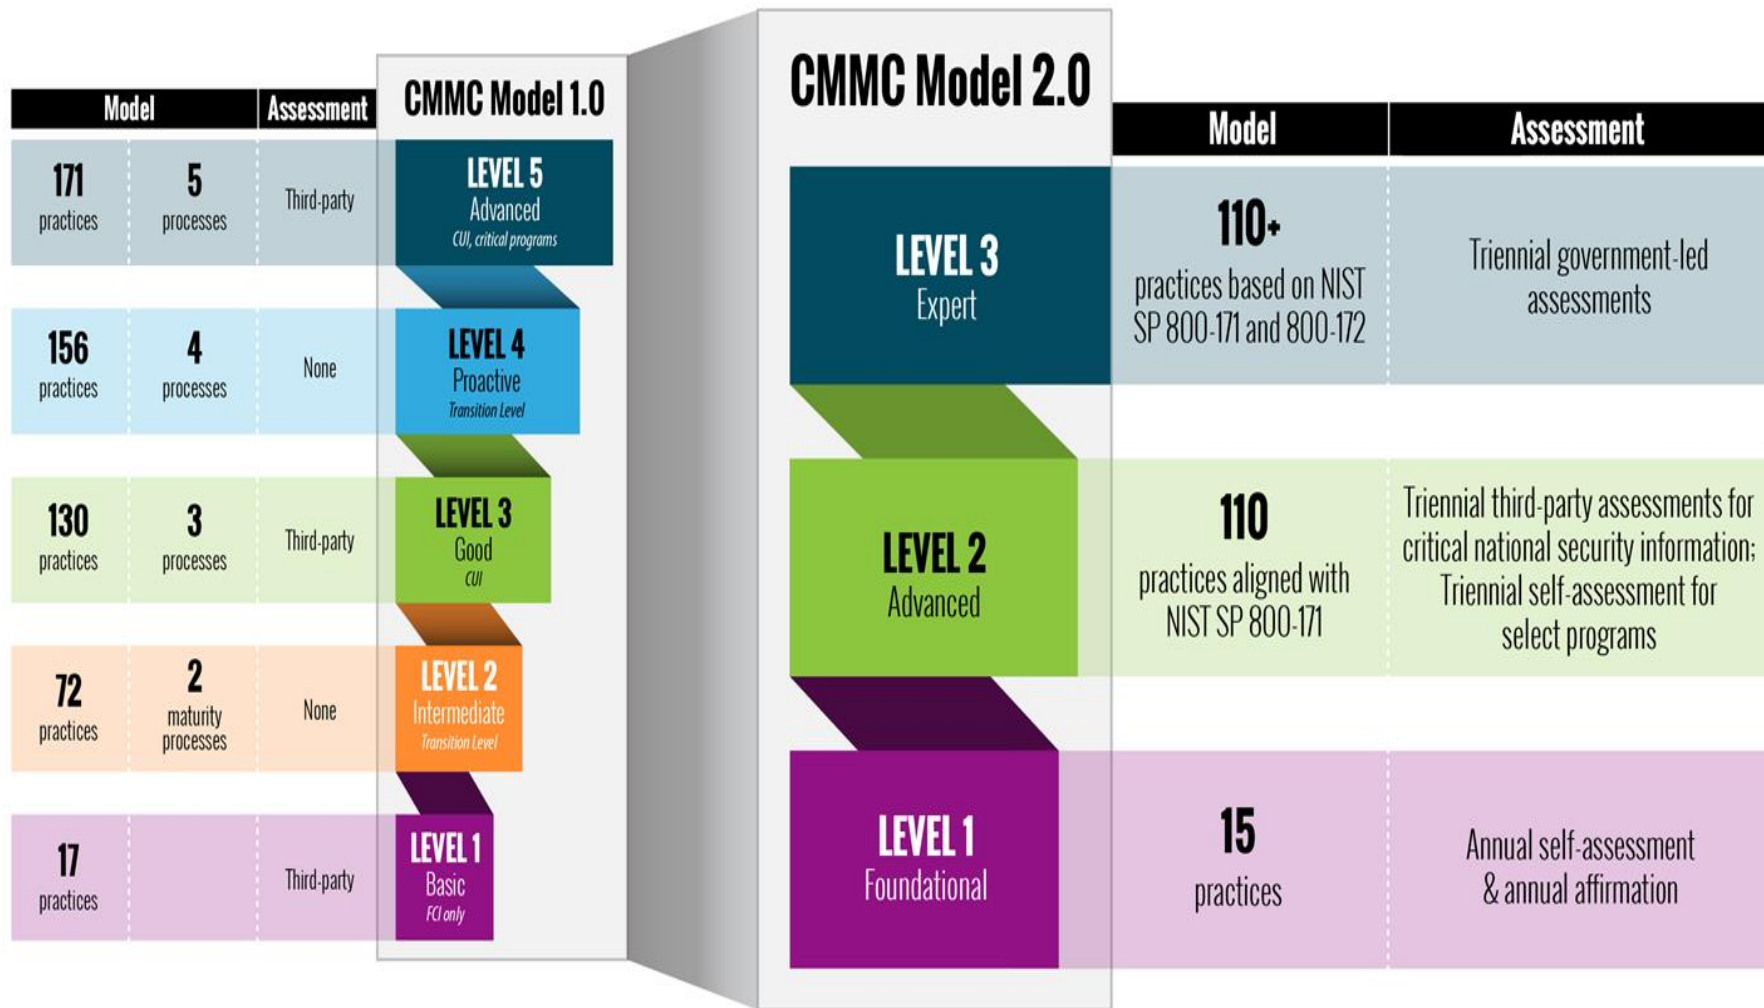 Model
Assessment
CMMC Model 1.0
171
practices
5
processes
Third-party
LEVEL 5
Advanced
CUI, critical programs
156
practices
4
processes
None
LEVEL 4
Proactive
Transition Level
130
practices
3
processes
Third-party
LEVEL 3
Good
CUI
72
practices
2
maturity
processes
None
LEVEL 2
Intermediate
Transition Level
17
practices
Third-party
LEVEL 1
Basic
FCI only
CMMC Model 2.0
Model
Assessment
LEVEL 3
Expert
110+
practices based on NIST
SP 800-171 and 800-172
Triennial government-led
assessments
LEVEL 2
Advanced
110
practices aligned with
NIST SP 800-171
Triennial third-party assessments for
critical national security information;
Triennial self-assessment for
select programs
LEVEL 1
Foundational
15
practices
Annual self-assessment
& annual affirmation